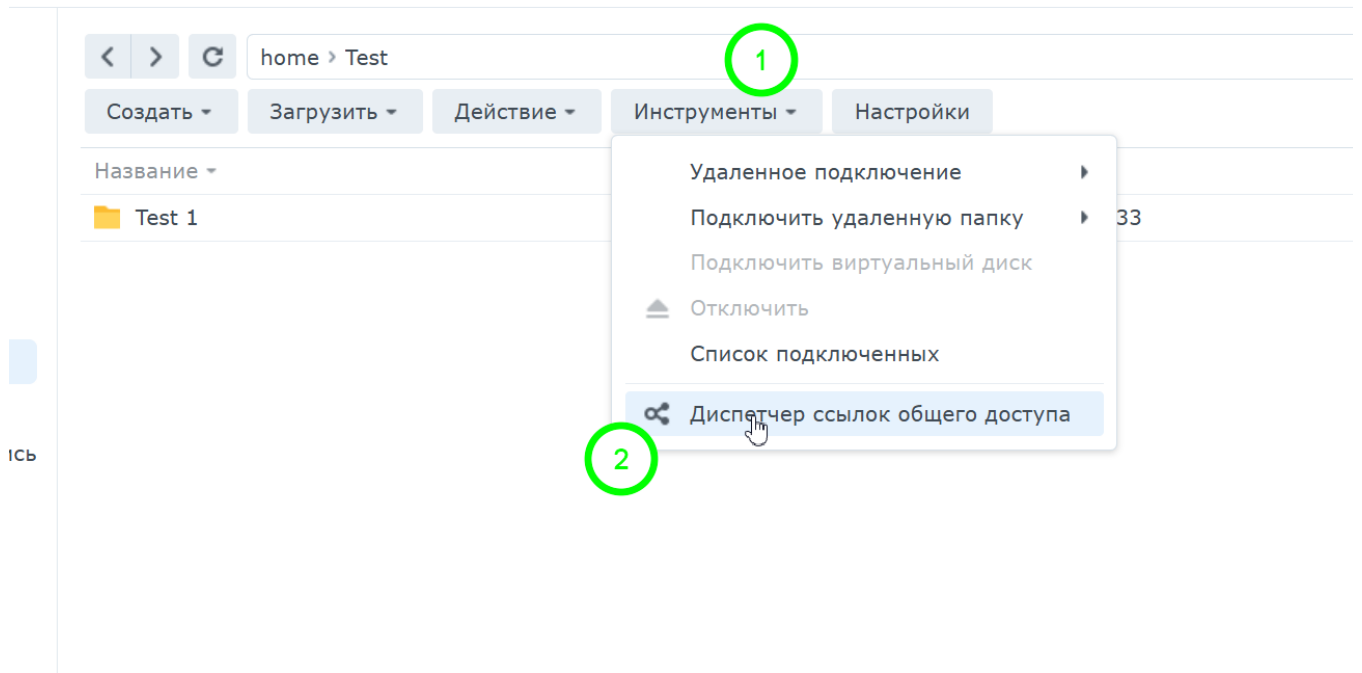 home › Test
1
Создать Загрузить Действие Инструменты Настройки
Название
Удаленное подключение
Test 1
Подключить удаленную папку
33
Подключить виртуальный диск
Отключить
Список подключенных
Диспетчер ссылок общего доступа
2
ись